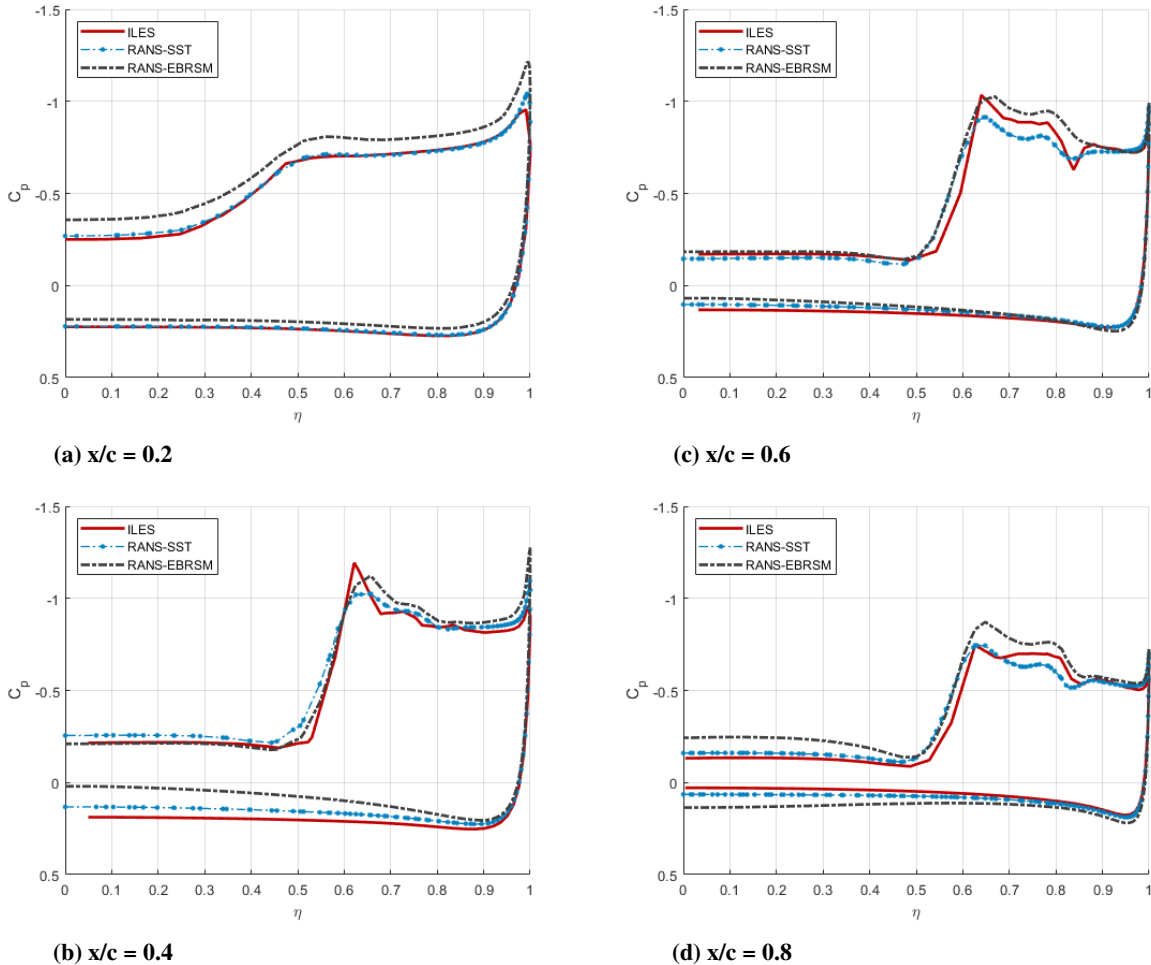 -1.5
-1
-0.5
0
0.5
C_p
ILES
RANS-SST
RANS-EBRSM
0 0.1 0.2 0.3 0.4 0.5 0.6 0.7 0.8 0.9 1
η
(a) x/c = 0.2
-1.5
-1
-0.5
0
0.5
C_p
ILES
RANS-SST
RANS-EBRSM
0 0.1 0.2 0.3 0.4 0.5 0.6 0.7 0.8 0.9 1
η
(c) x/c = 0.6
-1.5
-1
-0.5
0
0.5
C_p
ILES
RANS-SST
RANS-EBRSM
0 0.1 0.2 0.3 0.4 0.5 0.6 0.7 0.8 0.9 1
η
(b) x/c = 0.4
-1.5
-1
-0.5
0
0.5
C_p
ILES
RANS-SST
RANS-EBRSM
0 0.1 0.2 0.3 0.4 0.5 0.6 0.7 0.8 0.9 1
η
(d) x/c = 0.8